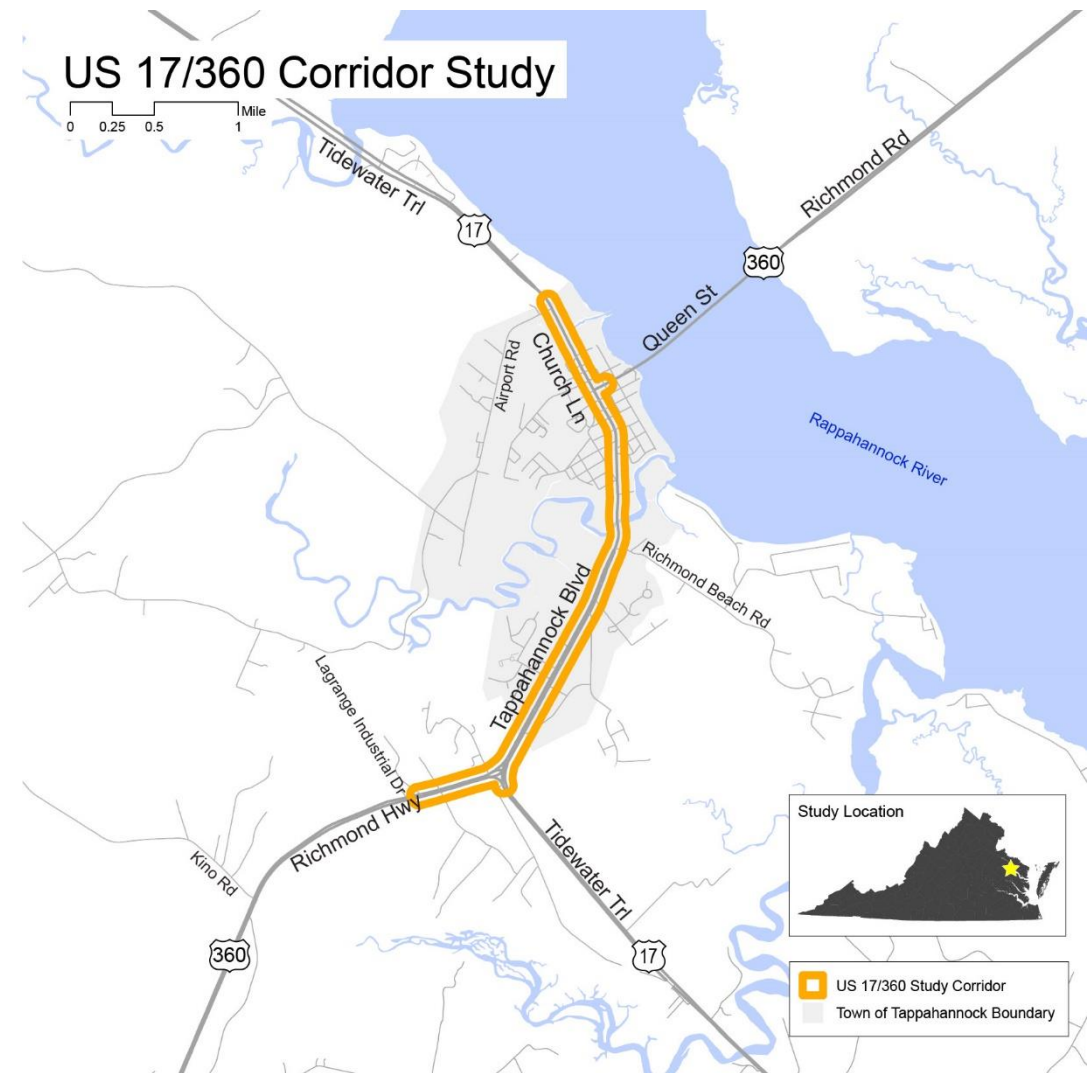 US 17/360 Corridor Study
Mile
0 0.25 0.5 1
Tidewater Trl
17
Richmond Rd
360
Queen St
Church Ln
Airport Rd
Rappahannock River
Richmond Beach Rd
Tappahannock Blvd
Lagrange Industrial Dr
Richmond Hwy
Kino Rd
360
Tidewater Trl
17
Study Location
US 17/360 Study Corridor
Town of Tappahannock Boundary